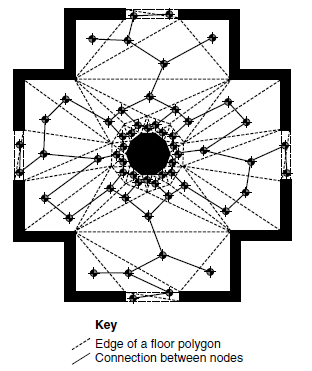 Key
Edge of a floor polygon
Connection between nodes